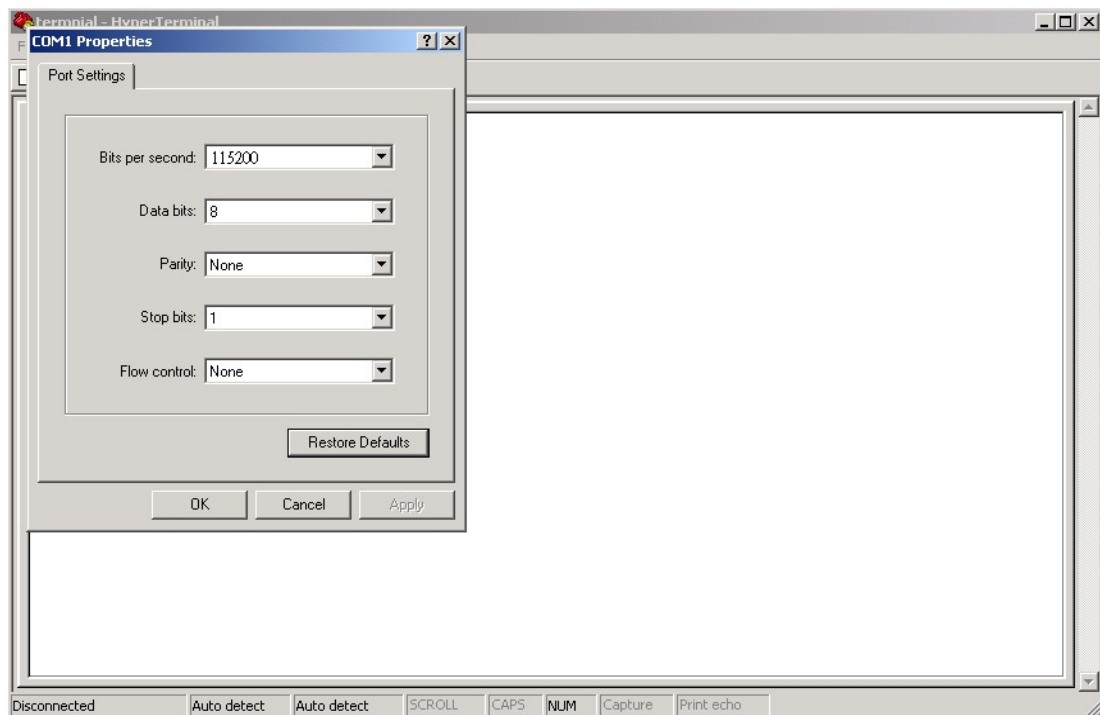 termnial - HyperTerminal
COM1 Properties
F
Port Settings
Bits per second: 115200
Data bits: 8
Parity: None
Stop bits: 1
Flow control: None
Restore Defaults
OK Cancel Apply
Disconnected Auto detect Auto detect SCROLL CAPS NUM Capture Print echo